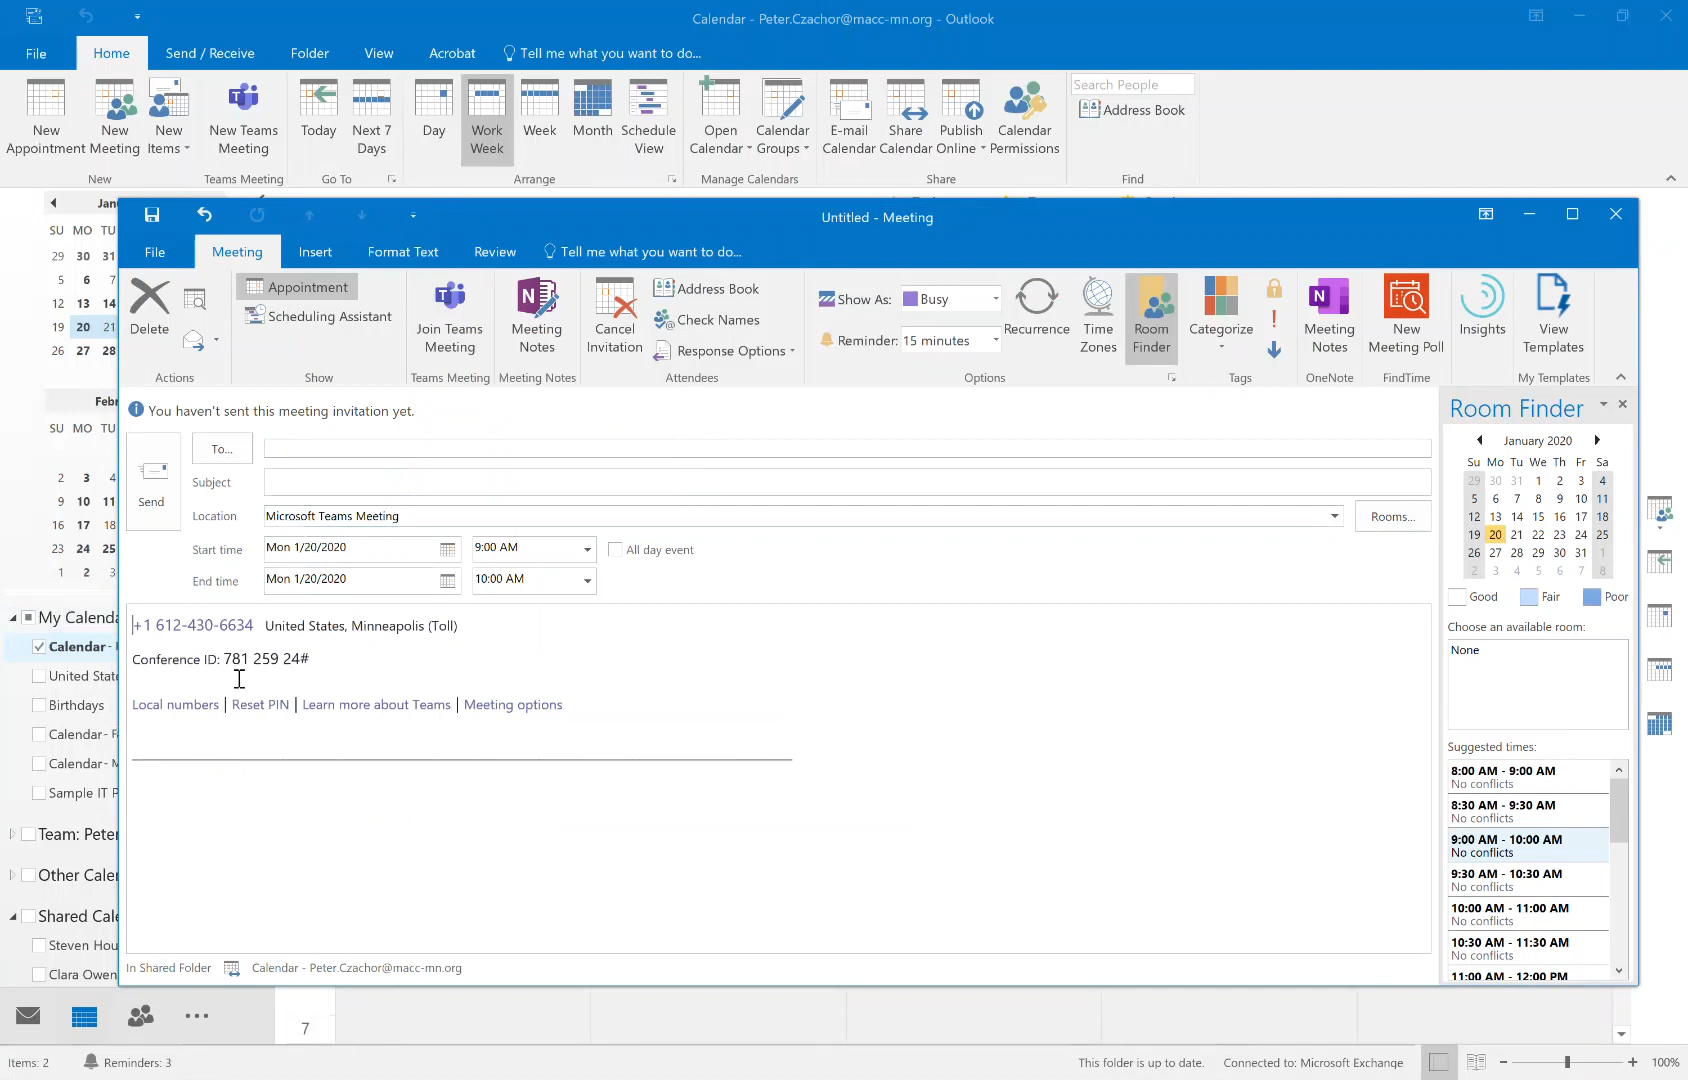 Calendar - Peter.Czachor@macc-mn.org - Outlook
File Home Send / Receive Folder View Acrobat Tell me what you want to do...
New Appointment
New Meeting
New Items
New Teams Meeting
Today
Next 7 Days
Day
Work Week
Week
Month
Schedule View
Open Calendar
Calendar Groups
E-mail Calendar
Share Calendar
Publish Online
Calendar Permissions
Search People
Address Book
New
Teams Meeting
Go To
Arrange
Manage Calendars
Share
Find
SU MO TU
29 30 31
5 6 7
12 13 14
19 20 21
26 27 28
SU MO TU
2 3 4
9 10 11
16 17 18
23 24 25
1 2 3
Calendar -
Birthdays
Calendar -
Calendar -
Sample IT
Team: Peter
Other
Shared
Steven
Clara Owen
Items: 2
Reminders: 3
7
This folder is up to date.
Connected to: Microsoft Exchange
100%
Untitled - Meeting
File Meeting Insert Format Text Review Tell me what you want to do...
Delete
Appointment
Scheduling Assistant
Join Teams Meeting
Meeting Notes
Cancel Invitation
Address Book
Check Names
Response Options
Show As: Busy
Reminder: 15 minutes
Recurrence
Time Zones
Room Finder
Categorize
Meeting Notes
New Meeting Poll
Insights
View Templates
Actions
Show
Teams Meeting
Meeting Notes
Attendees
Options
Tags
OneNote
FindTime
My Templates
You haven't sent this meeting invitation yet.
Send
To...
Subject
Location Microsoft Teams Meeting
Rooms...
Start time Mon 1/20/2020 9:00 AM All day event
End time Mon 1/20/2020 10:00 AM
+1 612-430-6634 United States, Minneapolis (Toll)
Conference ID: 781 259 24#
Local numbers | Reset PIN | Learn more about Teams | Meeting options
In Shared Folder Calendar - Peter.Czachor@macc-mn.org
Room Finder
January 2020
Su Mo Tu We Th Fr Sa
29 30 31 1 2 3 4
5 6 7 8 9 10 11
12 13 14 15 16 17 18
19 20 21 22 23 24 25
26 27 28 29 30 31 1
2 3 4 5 6 7 8
Good Fair Poor
Choose an available room:
None
Suggested times:
8:00 AM - 9:00 AM
No conflicts
8:30 AM - 9:30 AM
No conflicts
9:00 AM - 10:00 AM
No conflicts
9:30 AM - 10:30 AM
No conflicts
10:00 AM - 11:00 AM
No conflicts
10:30 AM - 11:30 AM
No conflicts
11:00 AM - 12:00 PM